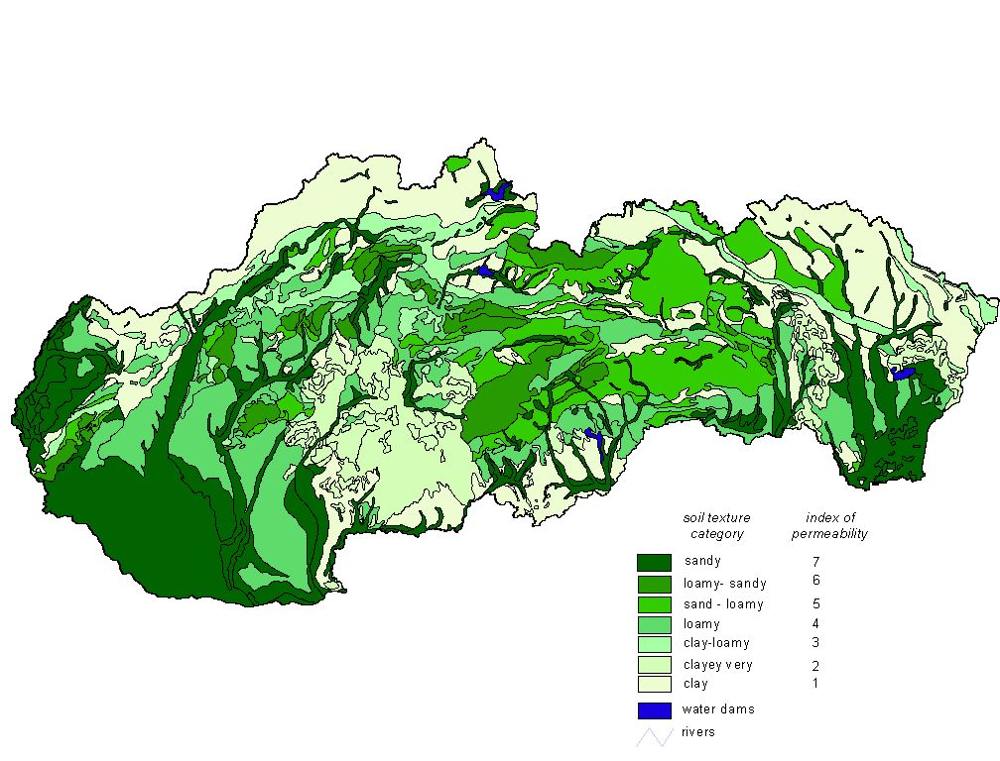 soil texture category
index of permeability
sandy 7
loamy- sandy 6
sand - loamy 5
loamy 4
clay-loamy 3
clayey very 2
clay 1
water dams
rivers